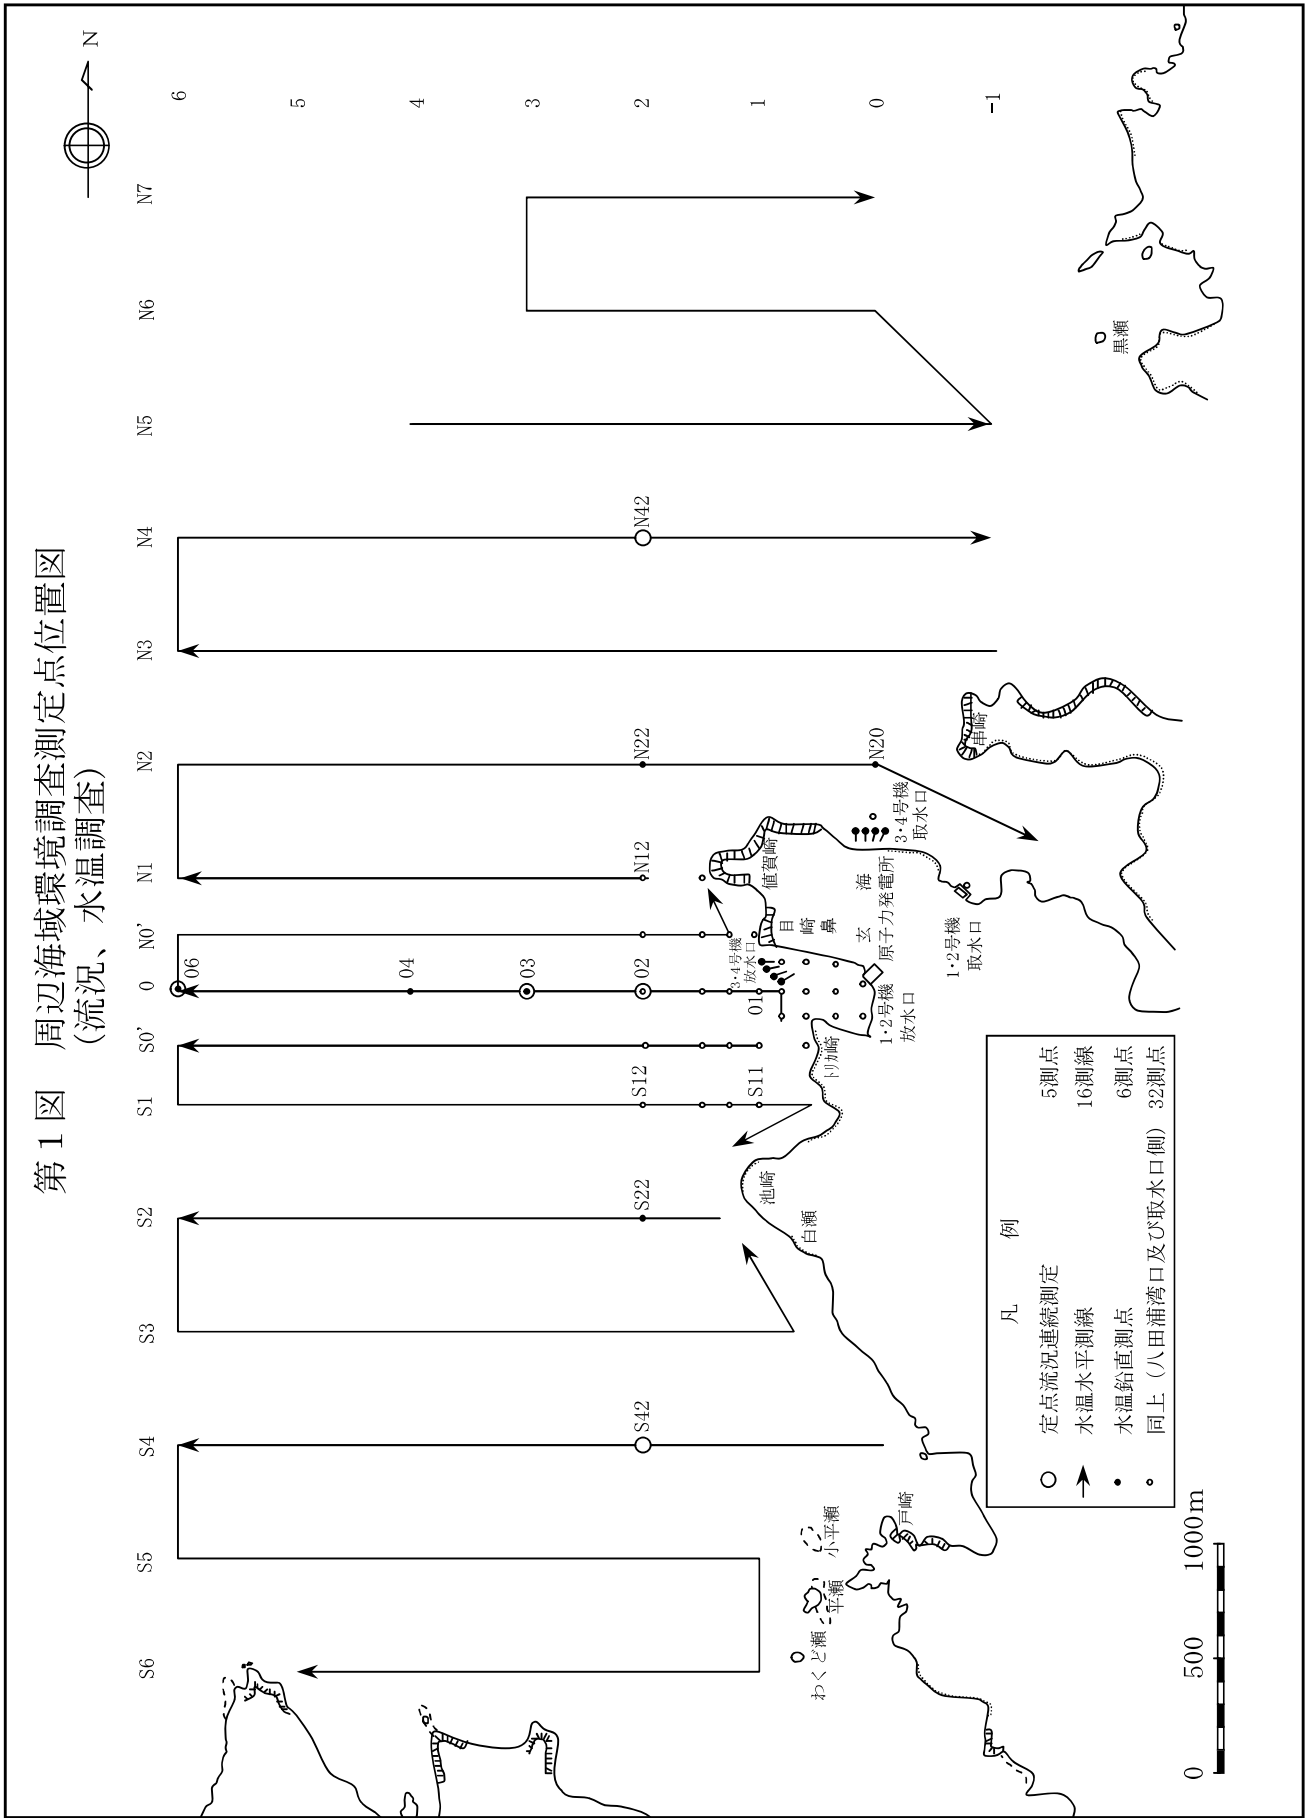 第１図　周辺海域環境調査測定点位置図
(流況、水温調査)
N
S6
S5
S4
S3
S2
S1
S0'
0
N0'
N1
N2
N3
N4
N5
N6
N7
6
5
4
3
2
1
0
-1
06
04
03
02
01
S42
S22
S12
S11
N12
N22
N20
N42
3・4号機
放水口
値賀崎
目崎鼻
玄海
原子力発電所
3・4号機
取水口
1・2号機
取水口
1・2号機
放水口
ﾄﾘｶ崎
池崎
白瀬
串崎
黒瀬
わくど瀬
平瀬
小平瀬
戸崎
凡　例
定点流況連続測定　5測点
水温水平測線　16測線
水温鉛直測点　6測点
同上（八田浦湾口及び取水口側）32測点
0　500　1000m